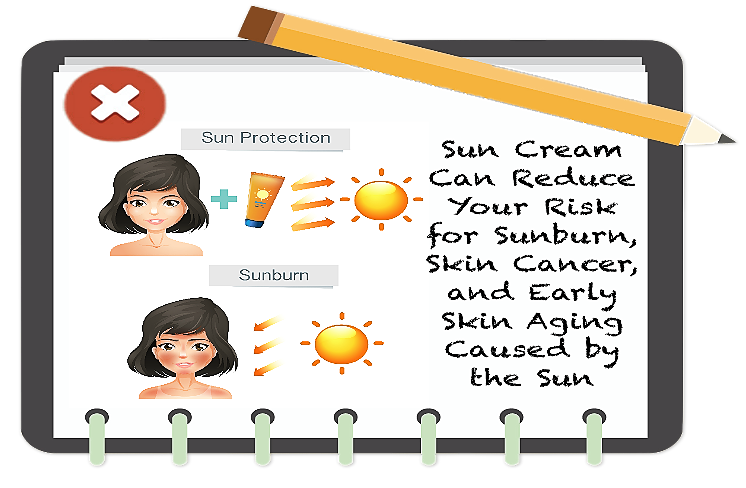 Sun Protection
Sunburn
Sun Cream
Can Reduce
Your Risk
for Sunburn,
Skin Cancer,
and Early
Skin Aging
Caused by
the Sun